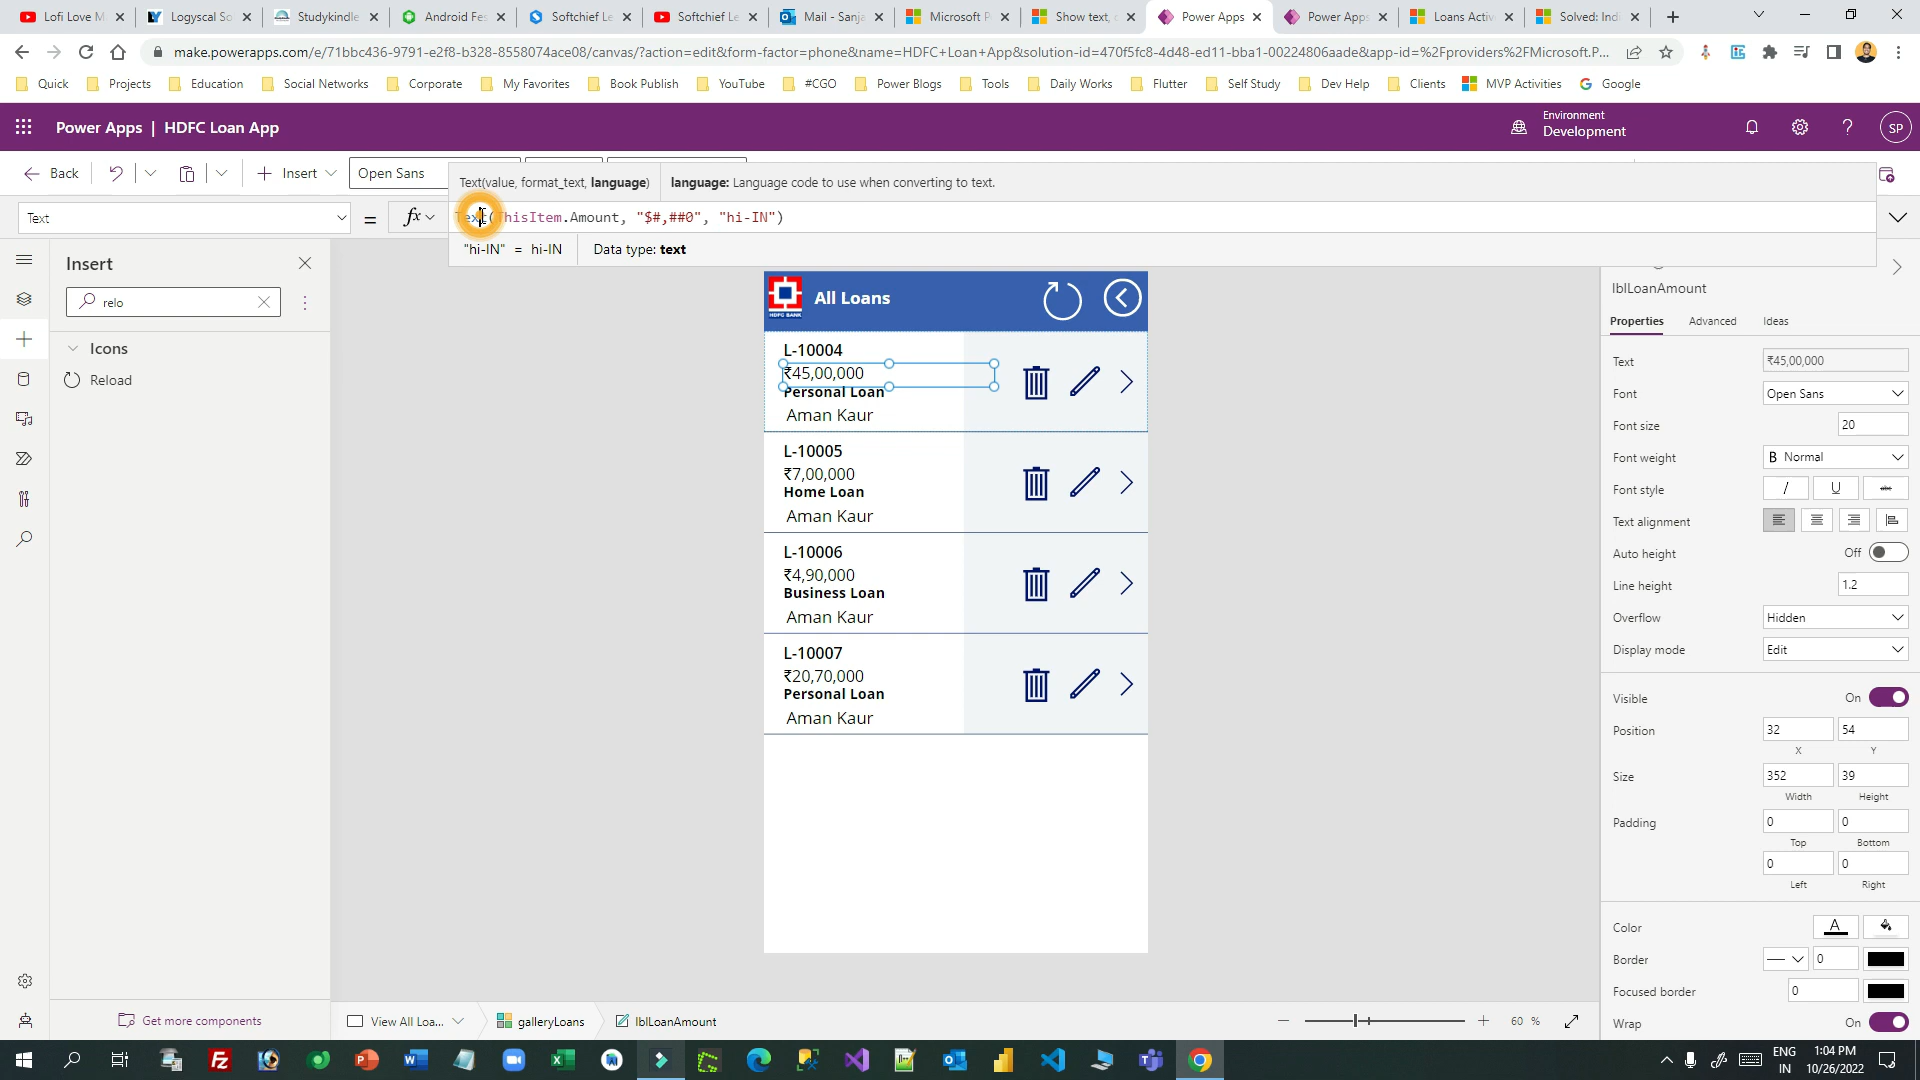 Lofi Love M
Logyscal So
Studykindle
Android Fes
Softchief Le
Softchief Le
Mail - Sanja
Microsoft P
Show text, c
Power Apps
Power Apps
Loans Active
Solved: Indi
make.powerapps.com/e/71bbc436-9791-e2f8-b328-8558074ace08/canvas/?action=edit&form-factor=phone&name=HDFC+Loan+App&solution-id=470f5fc8-4d48-ed11-bba1-00224806aade&app-id=%2Fproviders%2FMicrosoft.P...
Quick
Projects
Education
Social Networks
Corporate
My Favorites
Book Publish
YouTube
#CGO
Power Blogs
Tools
Daily Works
Flutter
Self Study
Dev Help
Clients
MVP Activities
Google
Power Apps | HDFC Loan App
Environment
Development
SP
Back
Insert
Open Sans
Text(value, format_text, language)
language: Language code to use when converting to text.
Text
=
fx
Text(ThisItem.Amount, "$#,##0", "hi-IN")
"hi-IN" = hi-IN
Data type: text
Insert
relo
Icons
Reload
Get more components
HDFC BANK
All Loans
L-10004
₹45,00,000
Personal Loan
Aman Kaur
L-10005
₹7,00,000
Home Loan
Aman Kaur
L-10006
₹4,90,000
Business Loan
Aman Kaur
L-10007
₹20,70,000
Personal Loan
Aman Kaur
lblLoanAmount
Properties
Advanced
Ideas
Text
₹45,00,000
Font
Open Sans
Font size
20
Font weight
B Normal
Font style
/
U
abc
Text alignment
Auto height
Off
Line height
1.2
Overflow
Hidden
Display mode
Edit
Visible
On
Position
32
54
X
Y
Size
352
39
Width
Height
Padding
0
0
Top
Bottom
0
0
Left
Right
Color
A
Border
0
Focused border
0
Wrap
On
View All Loa...
galleryLoans
lblLoanAmount
60 %
ENG
IN
1:04 PM
10/26/2022